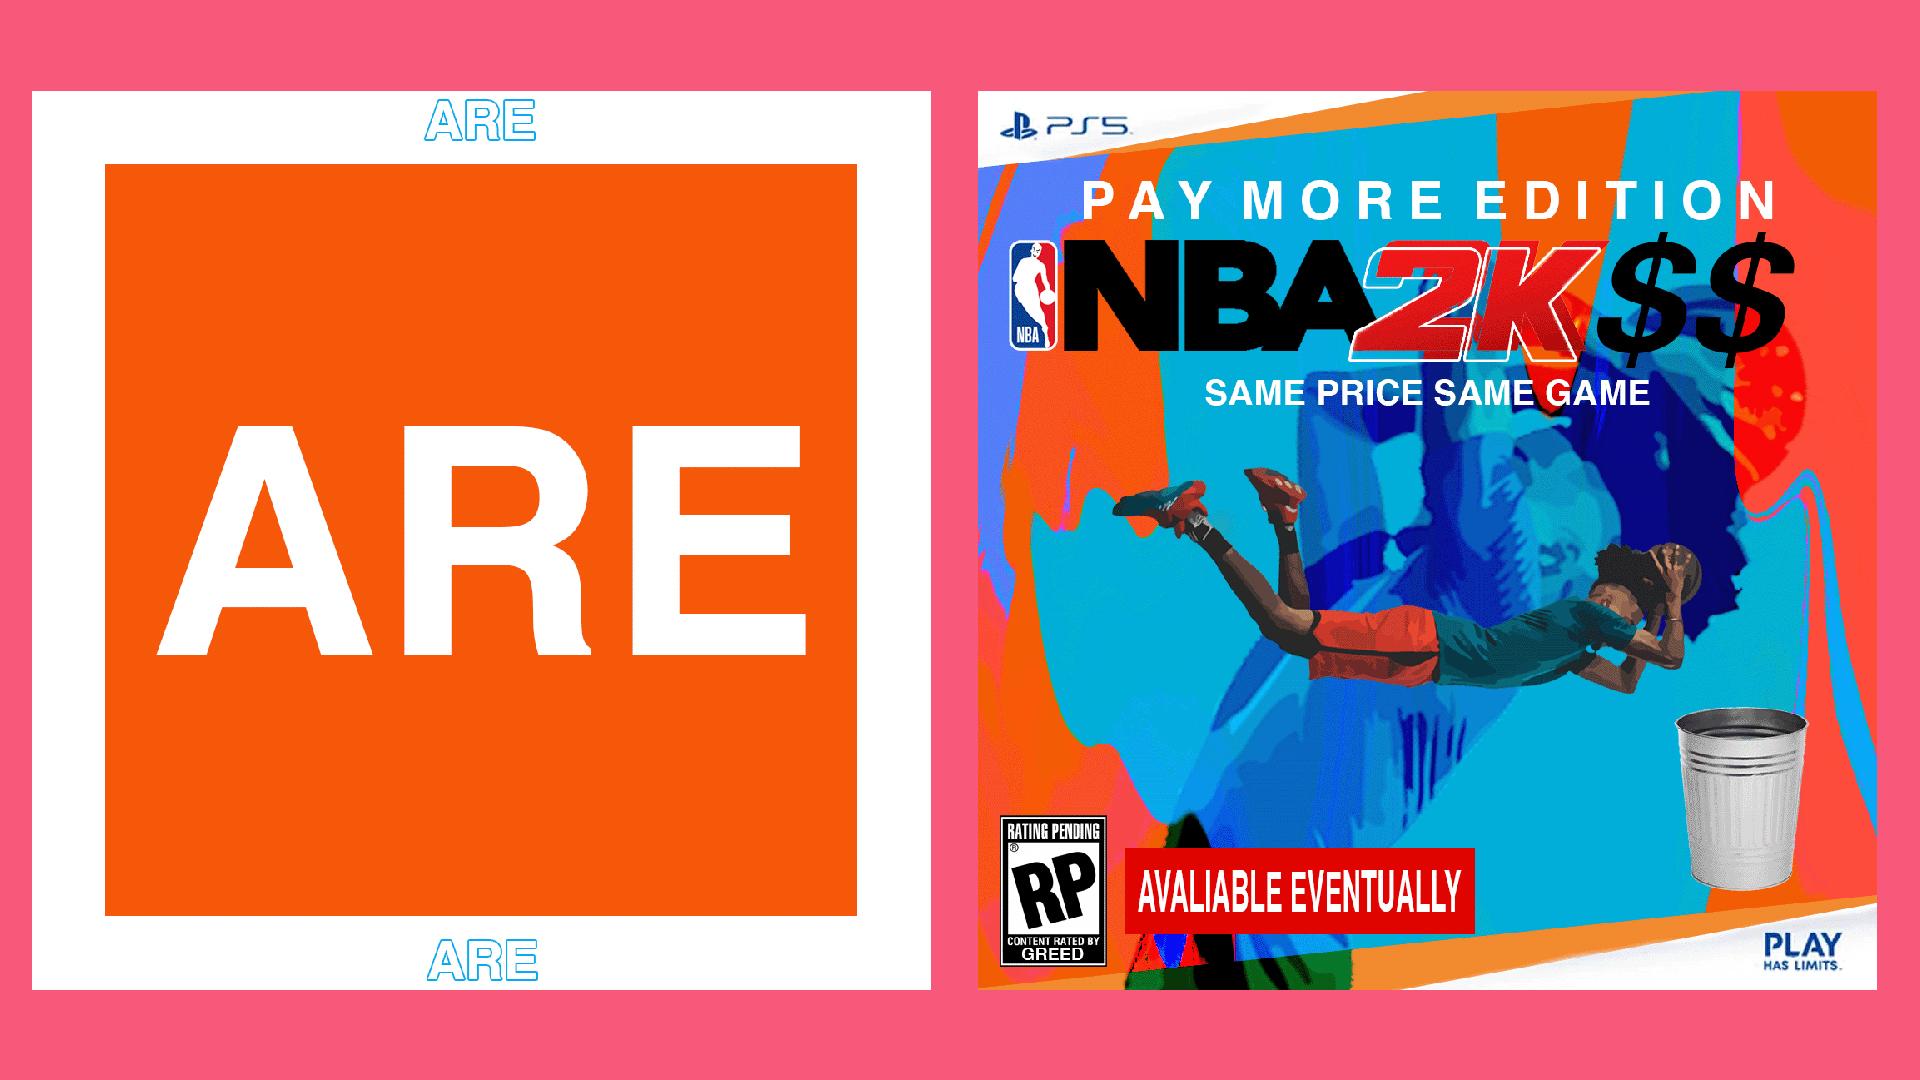 ARE
ARE
ARE
PS5
PAY MORE EDITION
NBA
NBA2K$$
SAME PRICE SAME GAME
RATING PENDING
®
RP
CONTENT RATED BY
GREED
AVALIABLE EVENTUALLY
PLAY
HAS LIMITS.